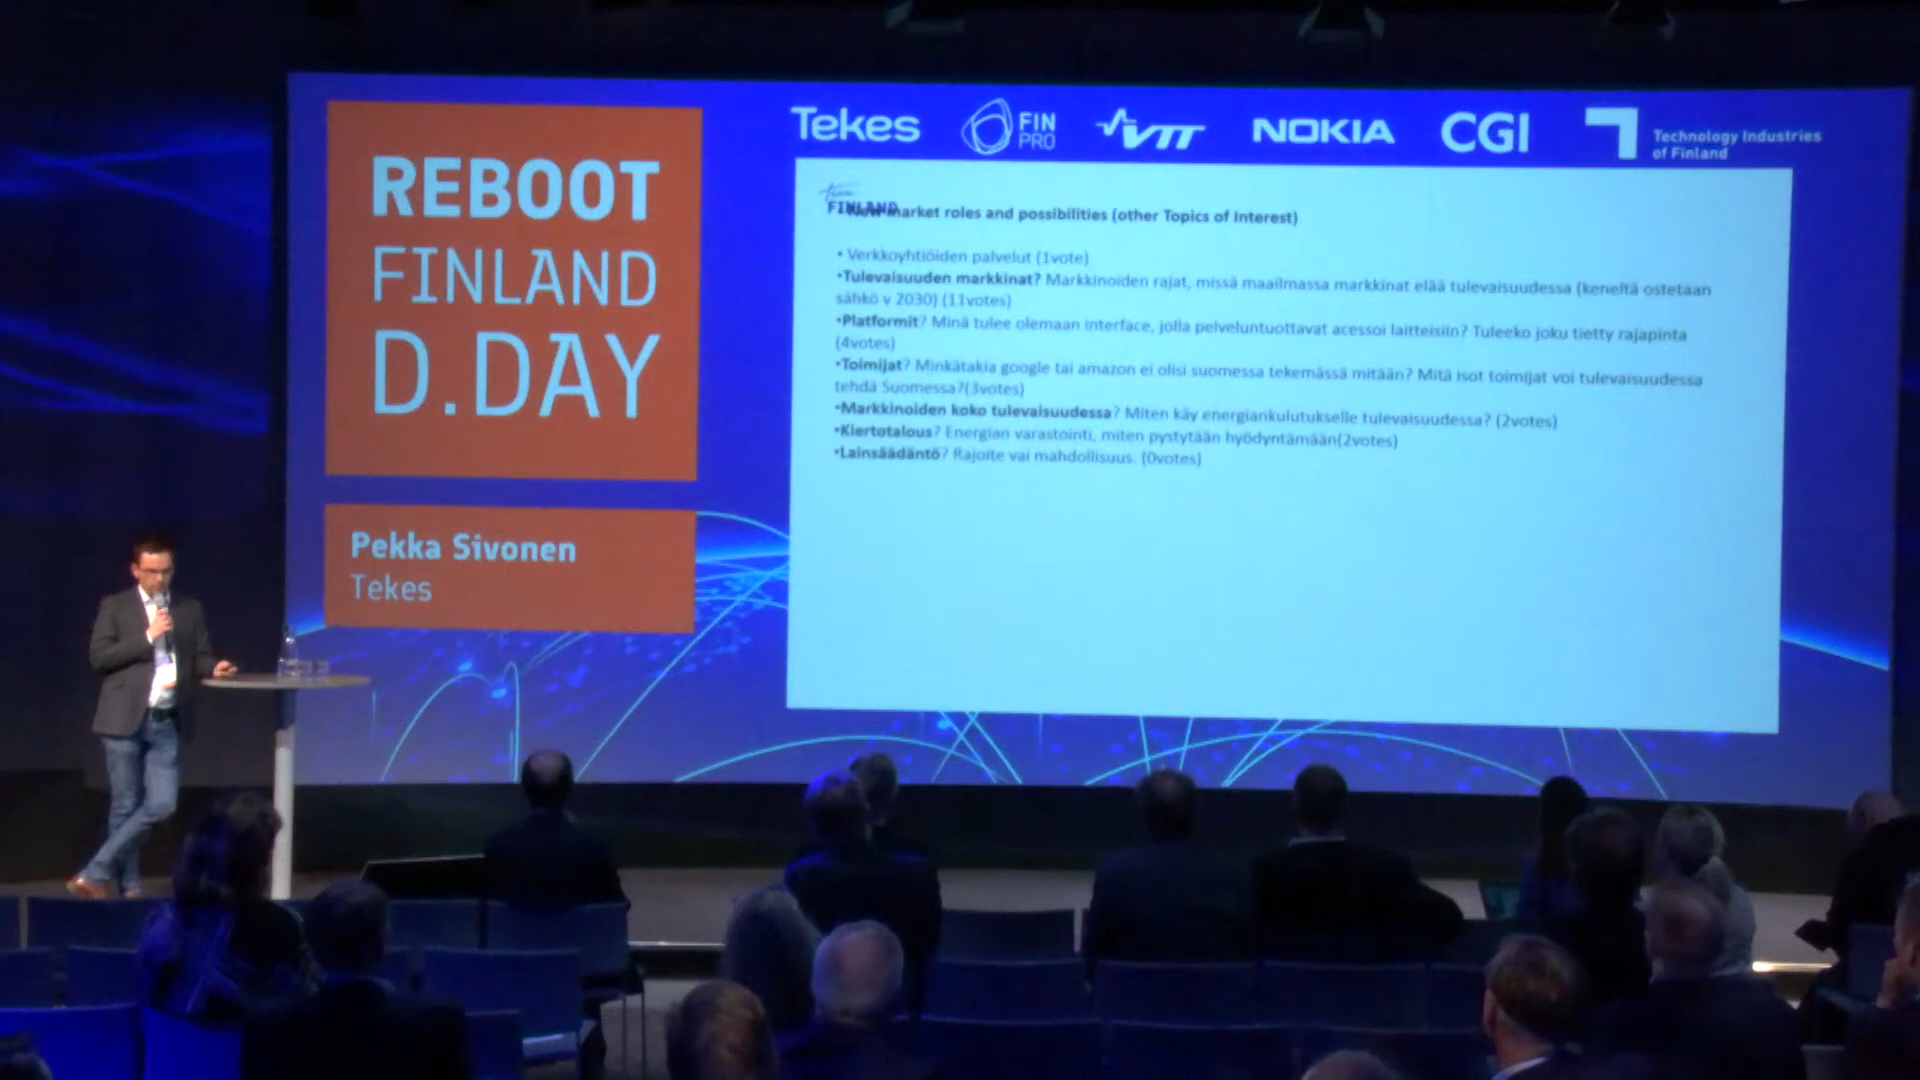 REBOOT
FINLAND
D.DAY
Pekka Sivonen
Tekes
Tekes
FIN
PRO
VTT
NOKIA
CGI
Technology Industries
of Finland
Team
FINLAND
• New market roles and possibilities (other Topics of Interest)
• Verkkoyhtiöiden palvelut (1vote)
•Tulevaisuuden markkinat? Markkinoiden rajat, missä maailmassa markkinat elää tulevaisuudessa (keneltä ostetaan
sähkö v 2030) (11votes)
•Platformit? Minä tulee olemaan interface, jolla pelveluntuottavat acessoi laitteisiin? Tuleeko joku tietty rajapinta
(4votes)
•Toimijat? Minkätakia google tai amazon ei olisi suomessa tekemässä mitään? Mitä isot toimijat voi tulevaisuudessa
tehdä Suomessa?(3votes)
•Markkinoiden koko tulevaisuudessa? Miten käy energiankulutukselle tulevaisuudessa? (2votes)
•Kiertotalous? Energian varastointi, miten pystytään hyödyntämään(2votes)
•Lainsäädäntö? Rajoite vai mahdollisuus. (0votes)